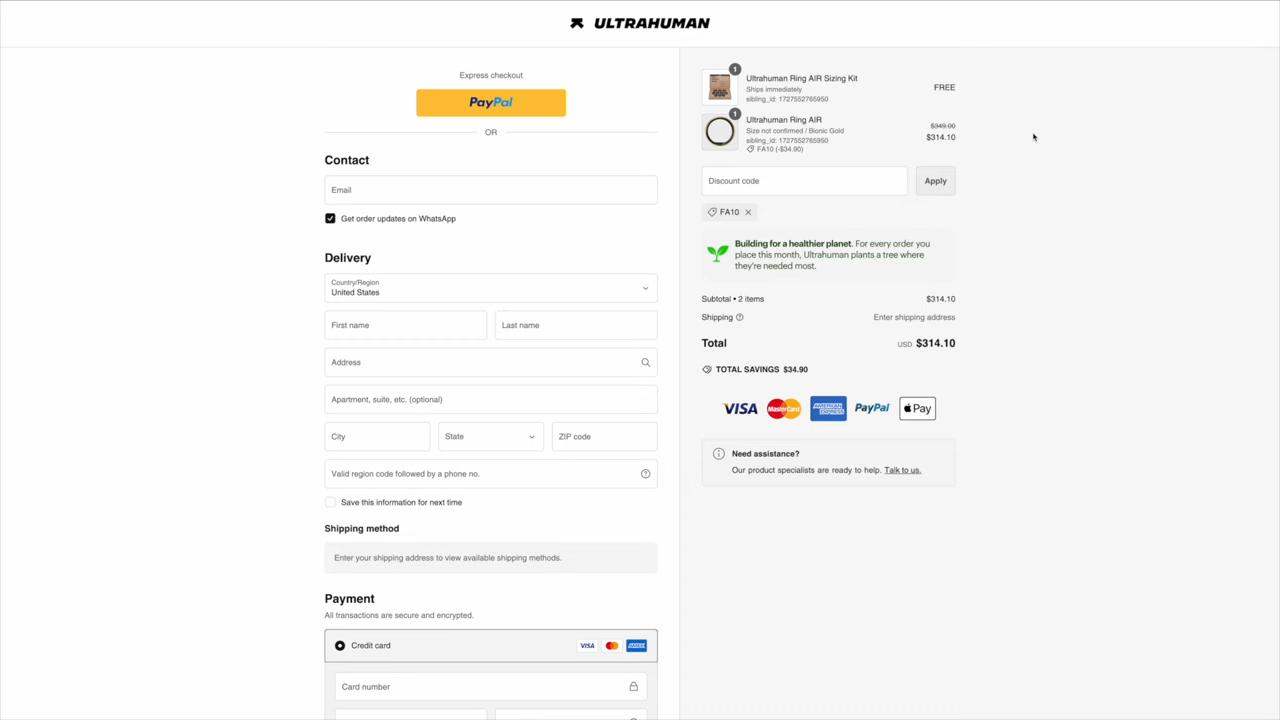 ULTRAHUMAN
Express checkout
PayPal
OR
Contact
Email
Get order updates on WhatsApp
Delivery
Country/Region
United States
First name
Last name
Address
Apartment, suite, etc. (optional)
City
State
ZIP code
Valid region code followed by a phone no.
Save this information for next time
Shipping method
Enter your shipping address to view available shipping methods.
Payment
All transactions are secure and encrypted.
Credit card
VISA
AMEX
Card number
1
Ultrahuman Ring AIR Sizing Kit
Ships immediately
sibling_id: 1727552765950
FREE
1
Ultrahuman Ring AIR
Size not confirmed / Bionic Gold
sibling_id: 1727552765950
FA10 (-$34.90)
$349.00
$314.10
Discount code
Apply
FA10
Building for a healthier planet. For every order you
place this month, Ultrahuman plants a tree where
they're needed most.
Subtotal • 2 items
$314.10
Shipping
Enter shipping address
Total
USD $314.10
TOTAL SAVINGS $34.90
VISA
MasterCard
AMERICAN EXPRESS
PayPal
Pay
Need assistance?
Our product specialists are ready to help. Talk to us.